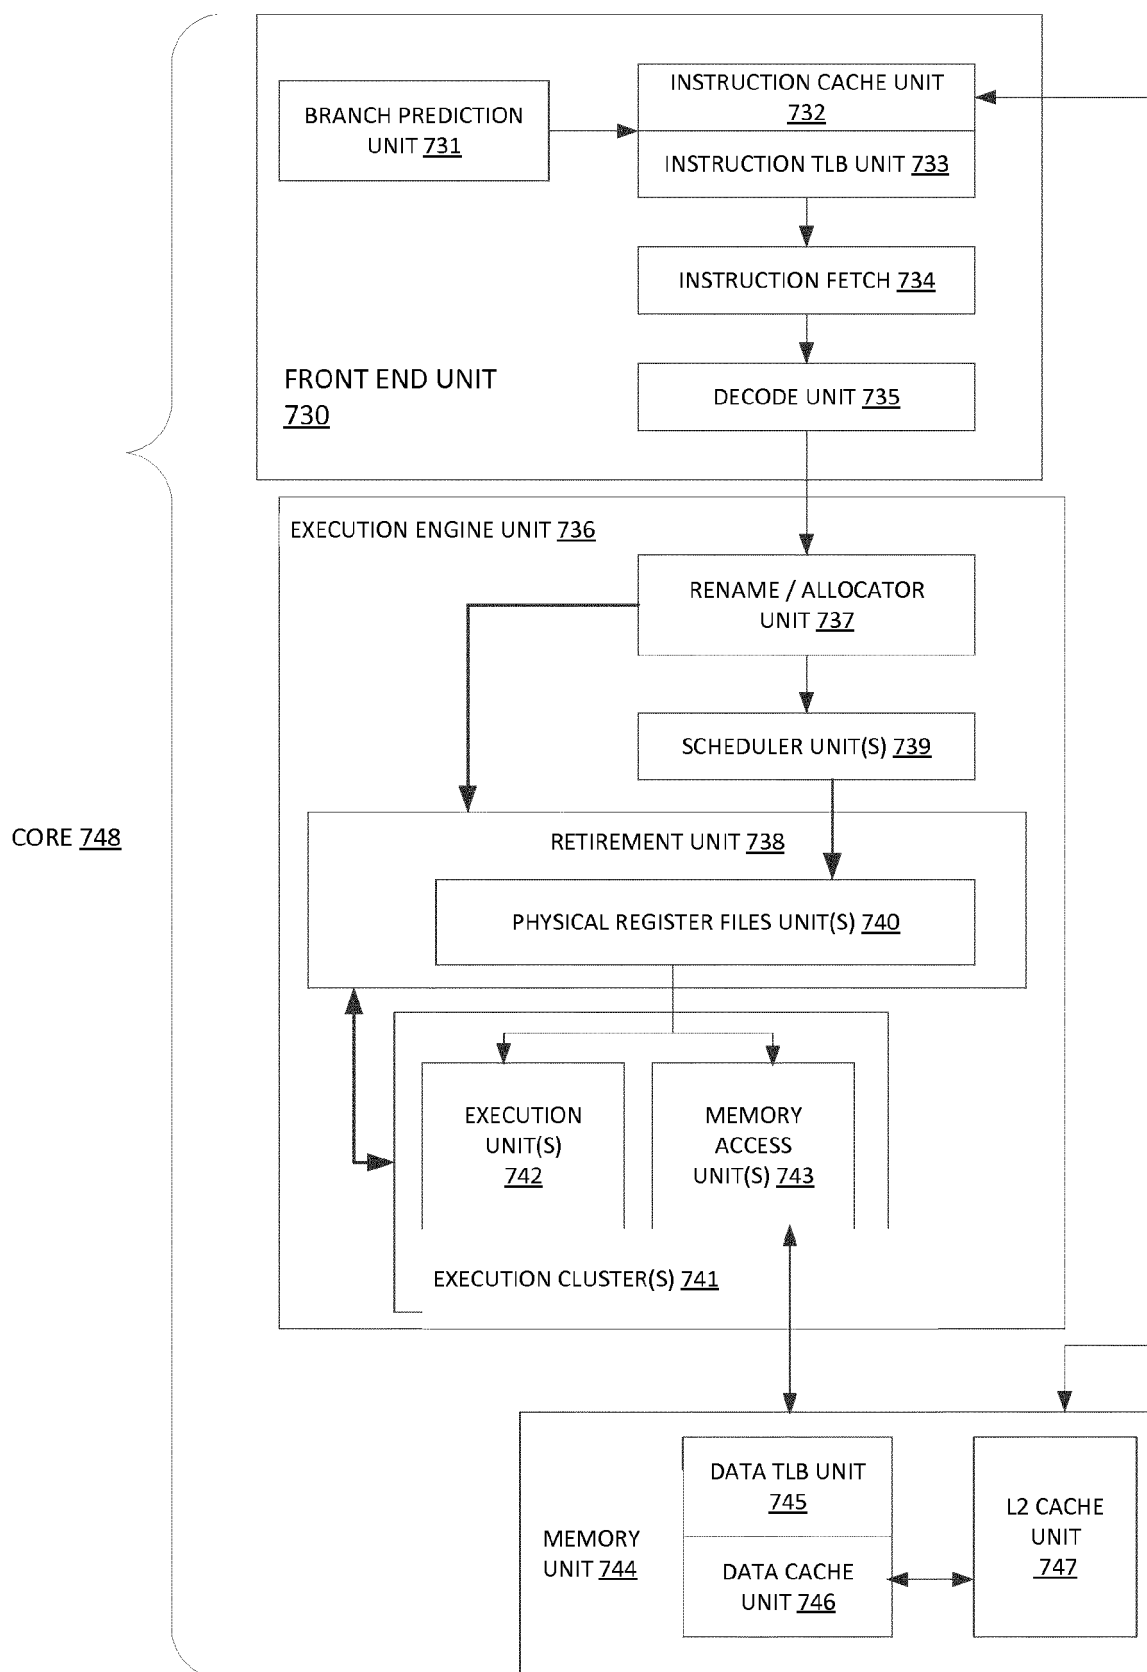 BRANCH PREDICTION
UNIT 731
INSTRUCTION CACHE UNIT
732
INSTRUCTION TLB UNIT 733
INSTRUCTION FETCH 734
FRONT END UNIT
730
DECODE UNIT 735
EXECUTION ENGINE UNIT 736
RENAME / ALLOCATOR
UNIT 737
SCHEDULER UNIT(S) 739
CORE 748
RETIREMENT UNIT 738
PHYSICAL REGISTER FILES UNIT(S) 740
EXECUTION
UNIT(S)
742
MEMORY
ACCESS
UNIT(S) 743
EXECUTION CLUSTER(S) 741
MEMORY
UNIT 744
DATA TLB UNIT
745
DATA CACHE
UNIT 746
L2 CACHE
UNIT
747